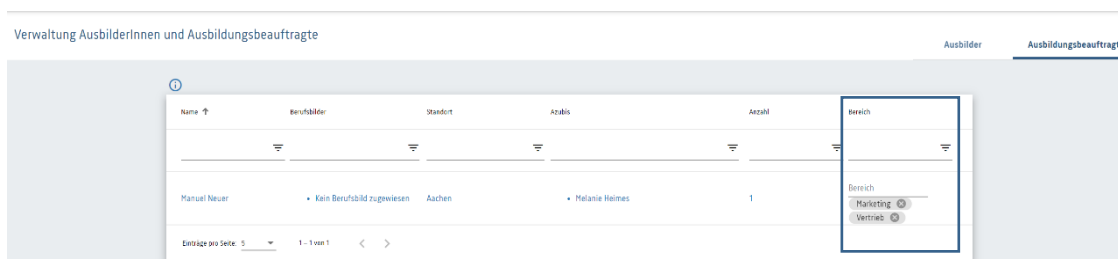 Verwaltung AusbilderInnen und Ausbildungsbeauftragte
Ausbilder Ausbildungsbeauftragt
Name Berufsbilder Standort Azubis Anzahl Bereich
Manuel Neuer • Kein Berufsbild zugewiesen Aachen • Melanie Heimes 1 Bereich
Marketing
Vertrieb
Einträge pro Seite: 5 1 – 1 von 1